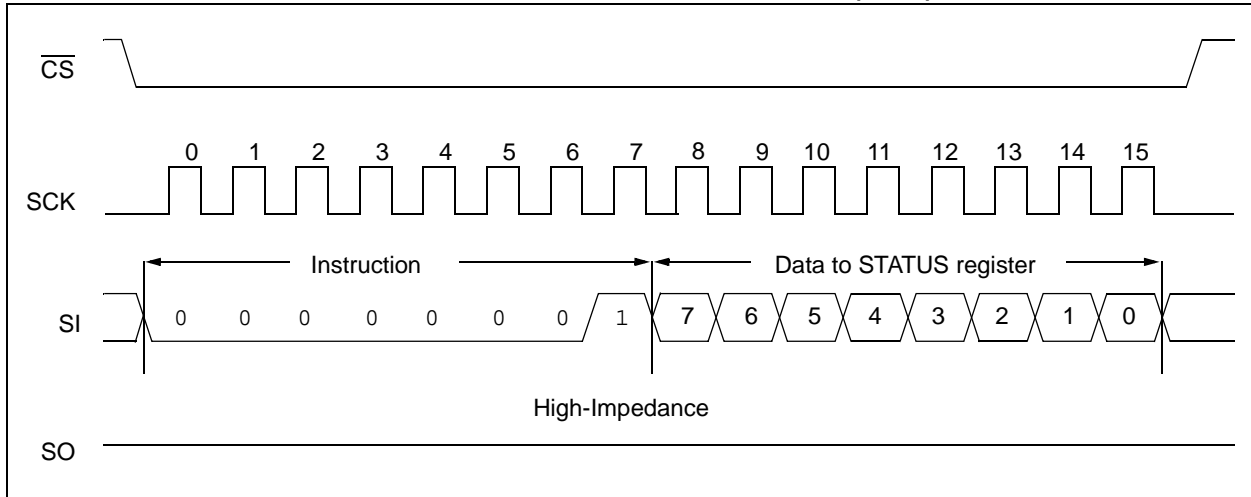 CS
0 1 2 3 4 5 6 7 8 9 10 11 12 13 14 15
SCK
Instruction Data to STATUS register
SI 0 0 0 0 0 0 0 1 7 6 5 4 3 2 1 0
High-Impedance
SO